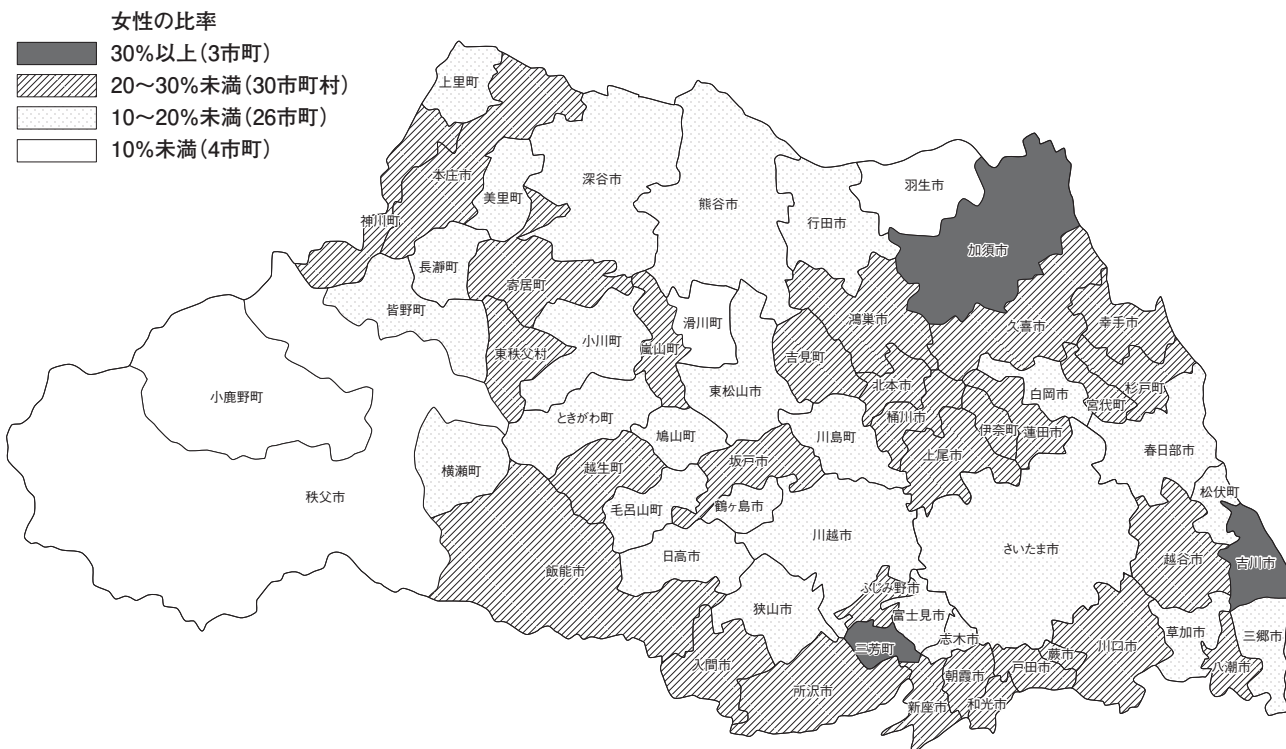 女性の比率
30%以上(3市町)
20〜30%未満(30市町村)
10〜20%未満(26市町)
10%未満(4市町)
上里町
本庄市
美里町
神川町
深谷市
熊谷市
行田市
羽生市
加須市
長瀞町
寄居町
皆野町
東秩父村
小川町
嵐山町
滑川町
吉見町
鴻巣市
久喜市
幸手市
小鹿野町
東松山市
北本市
桶川市
伊奈町
蓮田市
白岡市
宮代町
杉戸町
ときがわ町
鳩山町
川島町
上尾市
春日部市
秩父市
横瀬町
越生町
坂戸市
毛呂山町
鶴ヶ島市
川越市
さいたま市
松伏町
越谷市
吉川市
飯能市
日高市
狭山市
ふじみ野市
富士見市
三芳町
志木市
川口市
草加市
三郷市
八潮市
入間市
所沢市
新座市
朝霞市
和光市
戸田市
蕨市